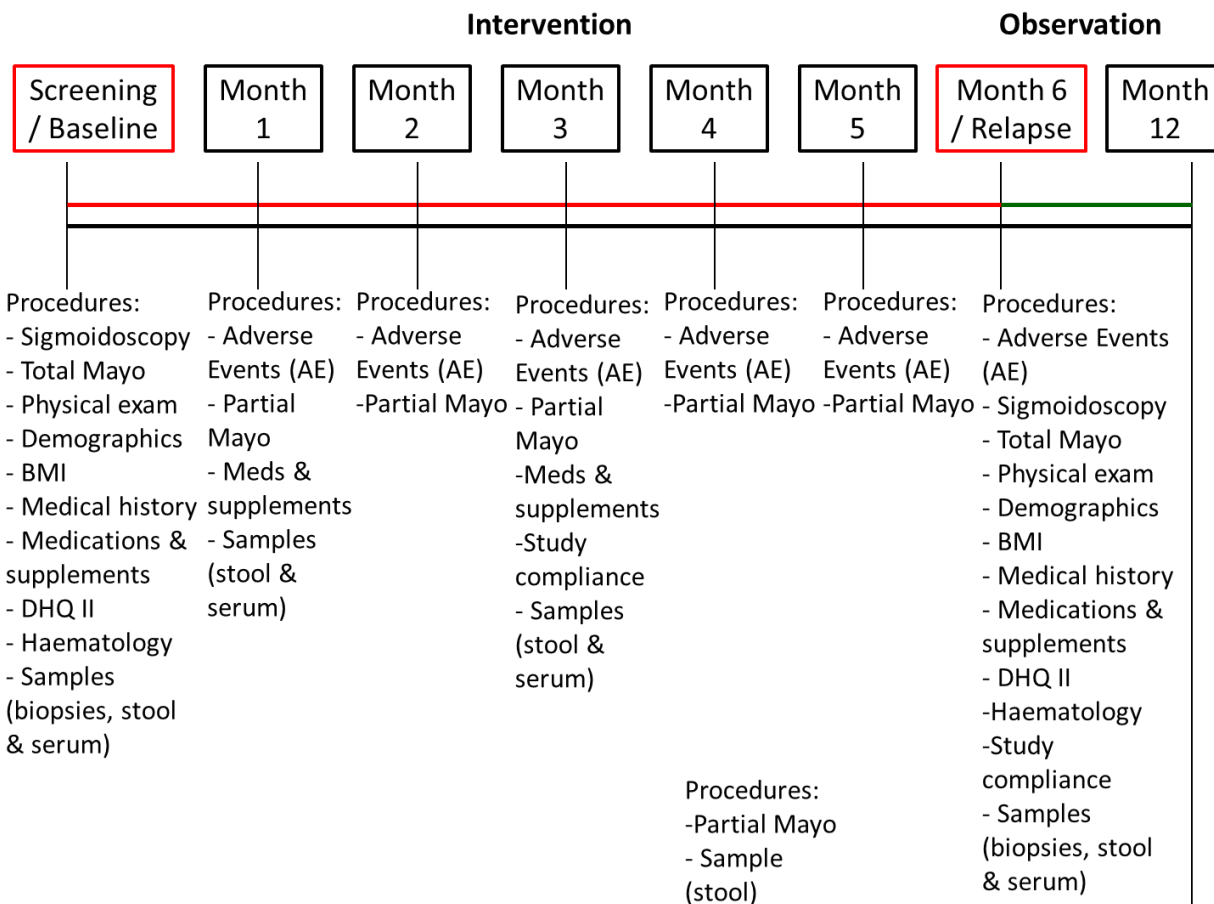 Intervention
Observation
Screening
/ Baseline
Month
1
Month
2
Month
3
Month
4
Month
5
Month 6
/ Relapse
Month
12
Procedures:
- Sigmoidoscopy
- Total Mayo
- Physical exam
- Demographics
- BMI
- Medical history
- Medications &
supplements
- DHQ II
- Haematology
- Samples
(biopsies, stool
& serum)
Procedures:
- Adverse
Events (AE)
- Partial
Mayo
- Meds &
supplements
- Samples
(stool &
serum)
Procedures:
- Adverse
Events (AE)
-Partial Mayo
Procedures:
- Adverse
Events (AE)
- Partial
Mayo
-Meds &
supplements
-Study
compliance
- Samples
(stool &
serum)
Procedures:
- Adverse
Events (AE)
-Partial Mayo
Procedures:
- Adverse
Events (AE)
-Partial Mayo
Procedures:
- Adverse Events
(AE)
- Sigmoidoscopy
- Total Mayo
- Physical exam
- Demographics
- BMI
- Medical history
- Medications &
supplements
- DHQ II
-Haematology
-Study
compliance
- Samples
(biopsies, stool
& serum)
Procedures:
-Partial Mayo
- Sample
(stool)